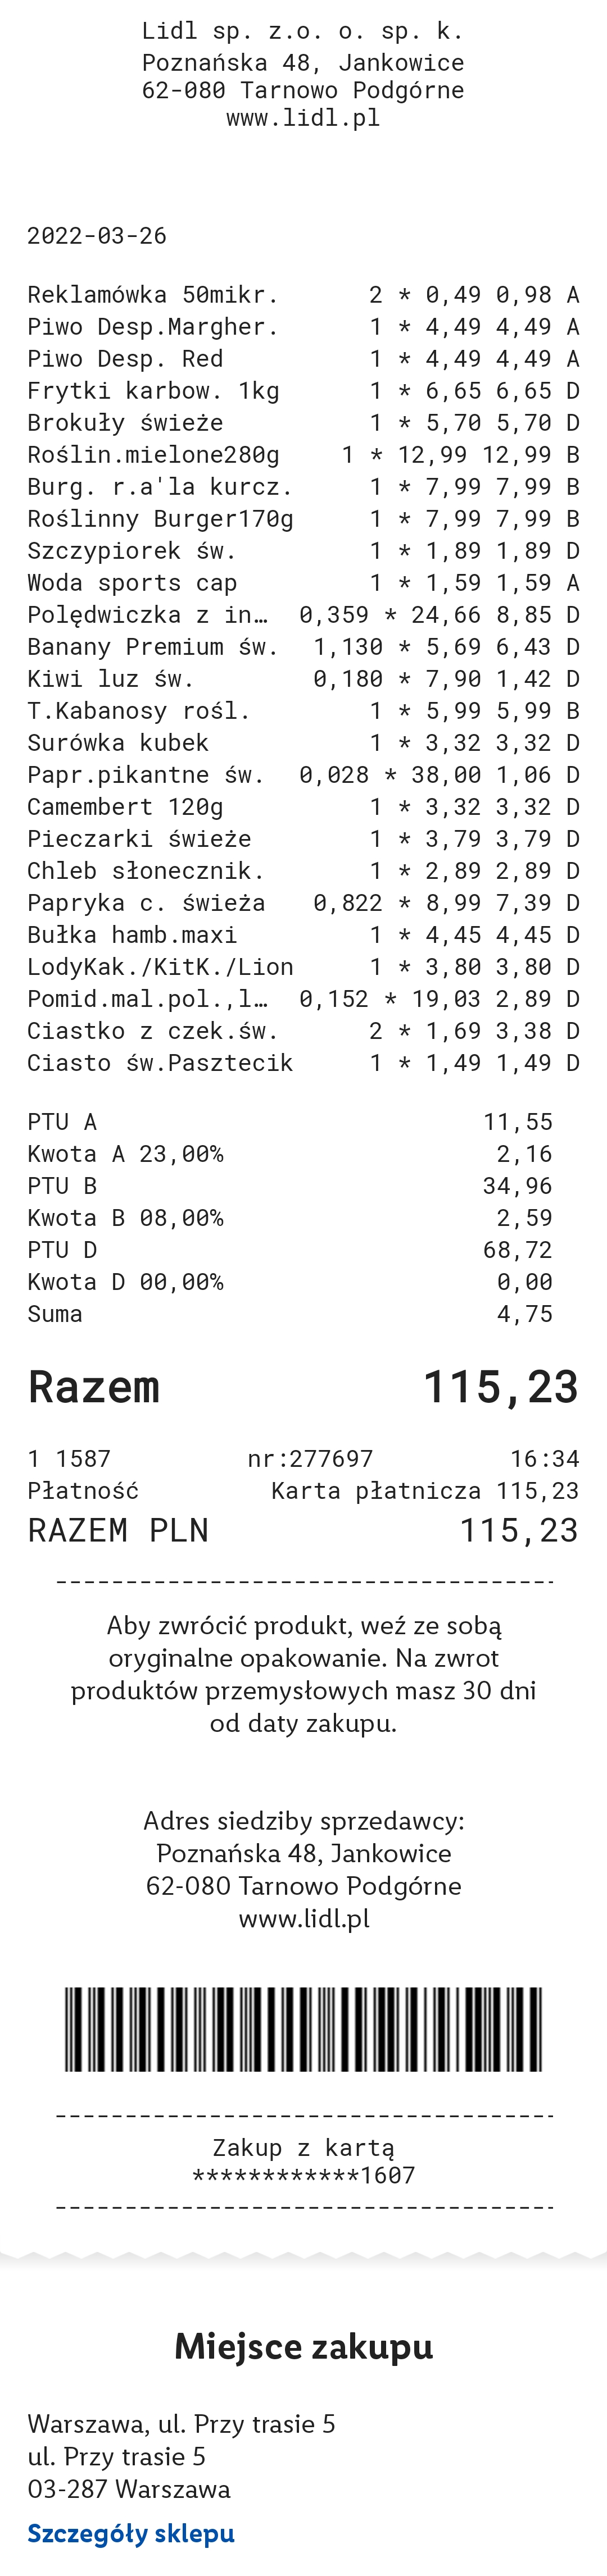 Lidl sp. z.o. o. sp. k.
Poznańska 48, Jankowice
62-080 Tarnowo Podgórne
www.lidl.pl
2022-03-26
Reklamówka 50mikr. 2 * 0,49 0,98 A
Piwo Desp.Margher. 1 * 4,49 4,49 A
Piwo Desp. Red 1 * 4,49 4,49 A
Frytki karbow. 1kg 1 * 6,65 6,65 D
Brokuły świeże 1 * 5,70 5,70 D
Roślin.mielone280g 1 * 12,99 12,99 B
Burg. r.a'la kurcz. 1 * 7,99 7,99 B
Roślinny Burger170g 1 * 7,99 7,99 B
Szczypiorek św. 1 * 1,89 1,89 D
Woda sports cap 1 * 1,59 1,59 A
Polędwiczka z in… 0,359 * 24,66 8,85 D
Banany Premium św. 1,130 * 5,69 6,43 D
Kiwi luz św. 0,180 * 7,90 1,42 D
T.Kabanosy rośl. 1 * 5,99 5,99 B
Surówka kubek 1 * 3,32 3,32 D
Papr.pikantne św. 0,028 * 38,00 1,06 D
Camembert 120g 1 * 3,32 3,32 D
Pieczarki świeże 1 * 3,79 3,79 D
Chleb słonecznik. 1 * 2,89 2,89 D
Papryka c. świeża 0,822 * 8,99 7,39 D
Bułka hamb.maxi 1 * 4,45 4,45 D
LodyKak./KitK./Lion 1 * 3,80 3,80 D
Pomid.mal.pol.,l… 0,152 * 19,03 2,89 D
Ciastko z czek.św. 2 * 1,69 3,38 D
Ciasto św.Pasztecik 1 * 1,49 1,49 D
PTU A 11,55
Kwota A 23,00% 2,16
PTU B 34,96
Kwota B 08,00% 2,59
PTU D 68,72
Kwota D 00,00% 0,00
Suma 4,75
Razem 115,23
1 1587 nr:277697 16:34
Płatność Karta płatnicza 115,23
RAZEM PLN 115,23
Aby zwrócić produkt, weź ze sobą
oryginalne opakowanie. Na zwrot
produktów przemysłowych masz 30 dni
od daty zakupu.
Adres siedziby sprzedawcy:
Poznańska 48, Jankowice
62-080 Tarnowo Podgórne
www.lidl.pl
Zakup z kartą
************1607
Miejsce zakupu
Warszawa, ul. Przy trasie 5
ul. Przy trasie 5
03-287 Warszawa
Szczegóły sklepu